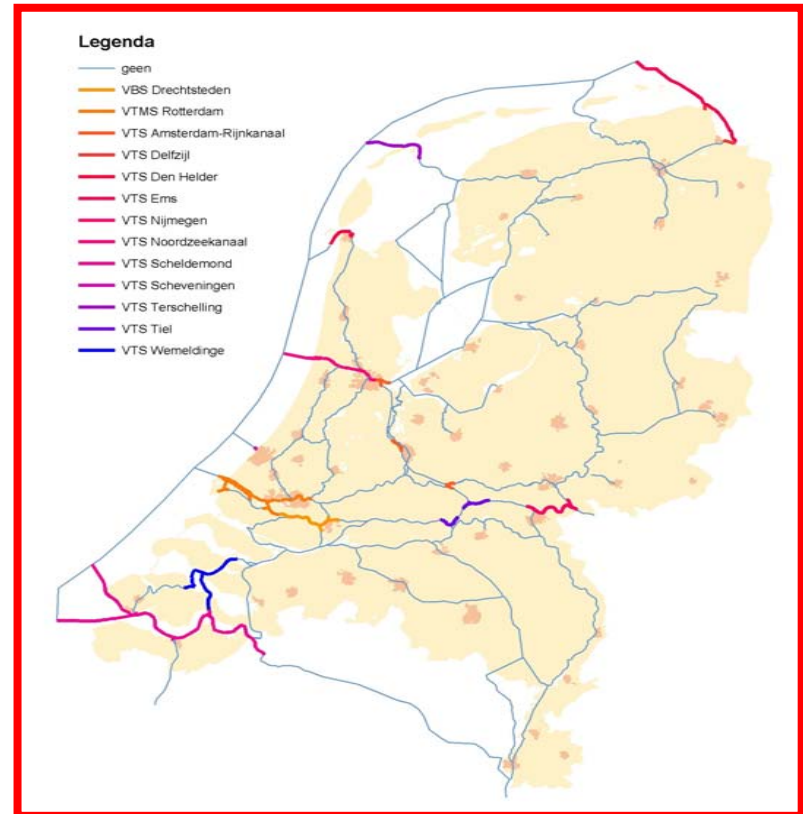 Legenda
geen
VBS Drechtsteden
VTMS Rotterdam
VTS Amsterdam-Rijnkanaal
VTS Delfzijl
VTS Den Helder
VTS Ems
VTS Nijmegen
VTS Noordzeekanaal
VTS Scheldemond
VTS Scheveningen
VTS Terschelling
VTS Tiel
VTS Wemeldinge